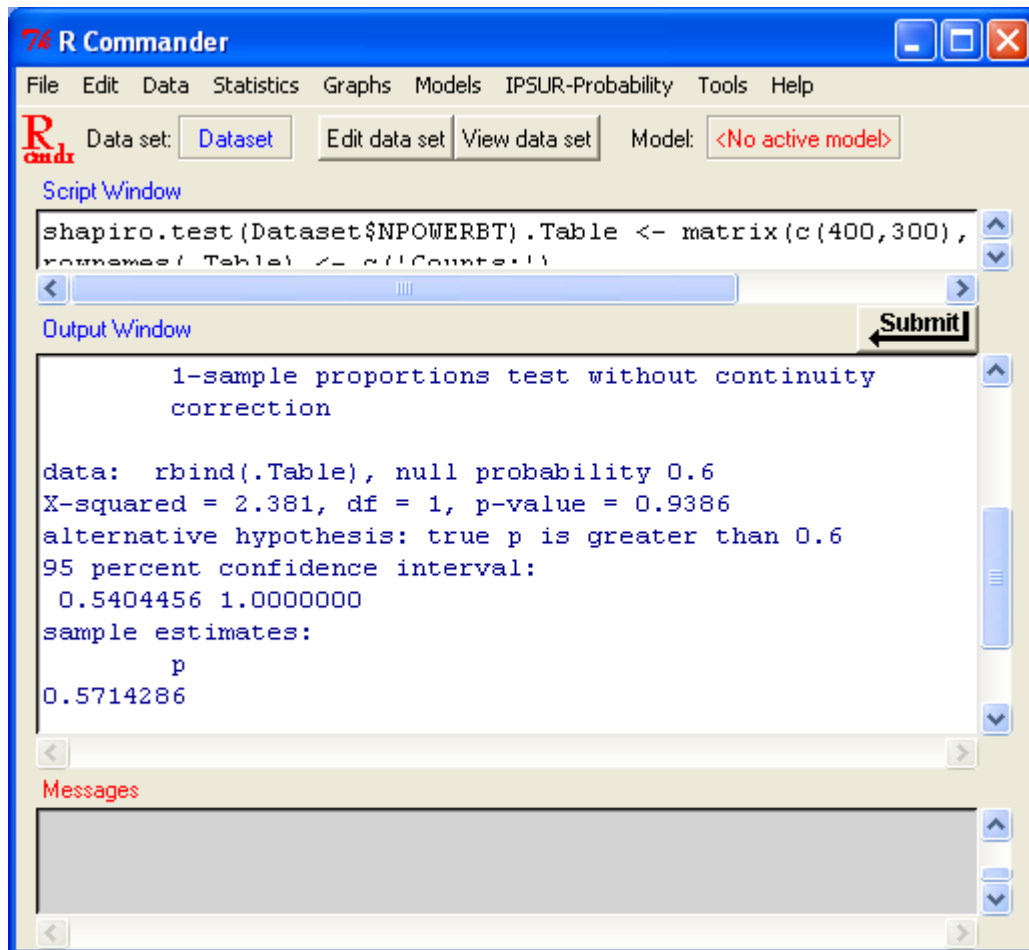 R Commander
File Edit Data Statistics Graphs Models IPSUR-Probability Tools Help
R cmdr Data set: Dataset Edit data set View data set Model: <No active model>
Script Window
shapiro.test(Dataset$NPOWERBT).Table <- matrix(c(400,300),
rownames(.Table) <- c('Counts:')
Output Window
Submit
1-sample proportions test without continuity
correction
data: rbind(.Table), null probability 0.6
X-squared = 2.381, df = 1, p-value = 0.9386
alternative hypothesis: true p is greater than 0.6
95 percent confidence interval:
0.5404456 1.0000000
sample estimates:
p
0.5714286
Messages